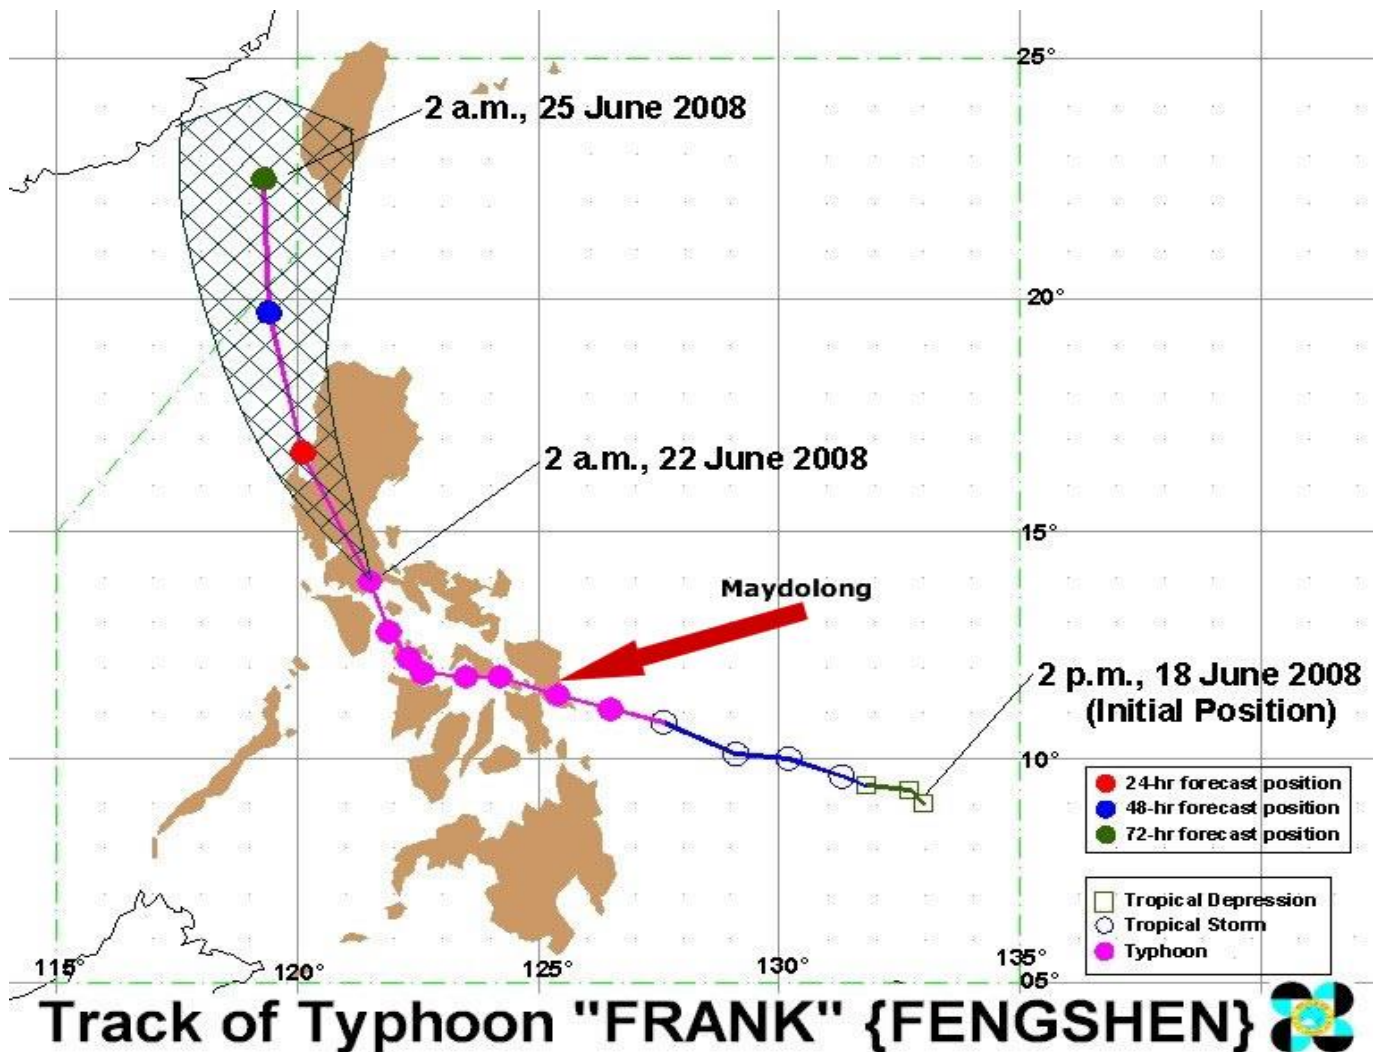 25°
2 a.m., 25 June 2008
20°
2 a.m., 22 June 2008
15°
Maydolong
2 p.m., 18 June 2008
(Initial Position)
10°
24-hr forecast position
48-hr forecast position
72-hr forecast position
Tropical Depression
Tropical Storm
Typhoon
115° 120° 125° 130° 135°
05°
Track of Typhoon "FRANK" {FENGSHEN}